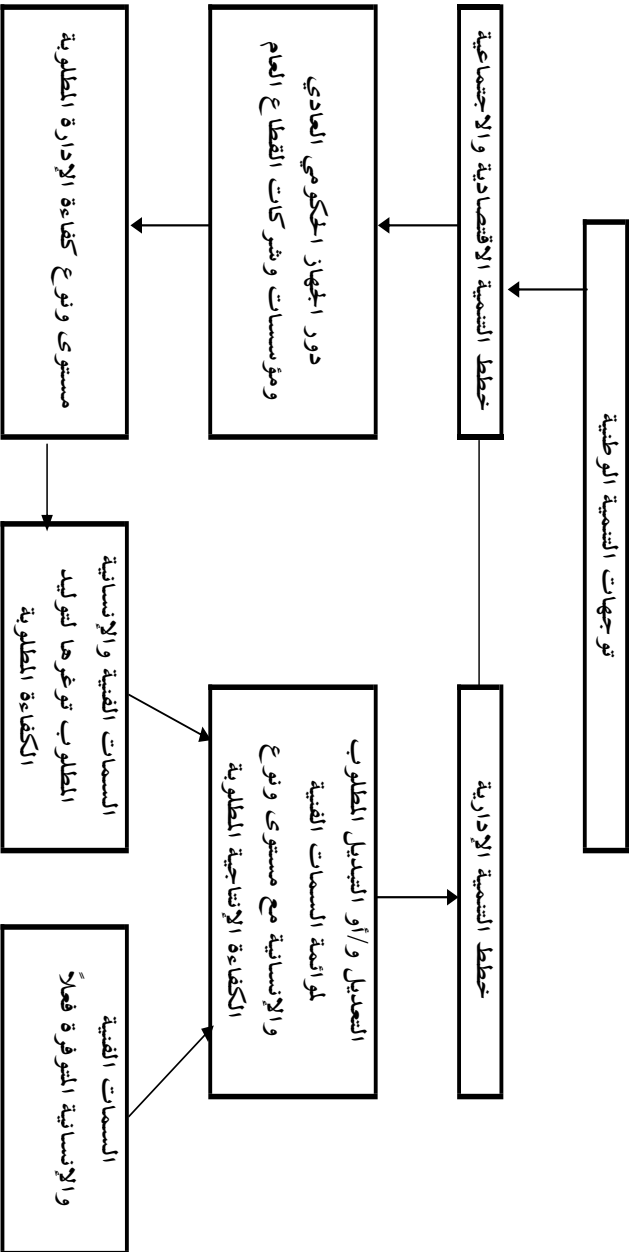 توجهات التنمية الوطنية
خطط التنمية الاقتصادية والاجتماعية
خطط التنمية الإدارية
دور الجهاز الحكومي العادي
ومؤسسات وشركات القطاع العام
التعديل و/أو التبديل المطلوب
لموائمة السمات الفنية
والإنسانية مع مستوى ونوع
الكفاءة الإنتاجية المطلوبة
مستوى ونوع كفاءة الإدارة المطلوبة
السمات الفنية والإنسانية
المطلوب توغرها لتوليد
الكفاءة المطلوبة
السمات الفنية
والإنسانية المتوفرة فعلاً